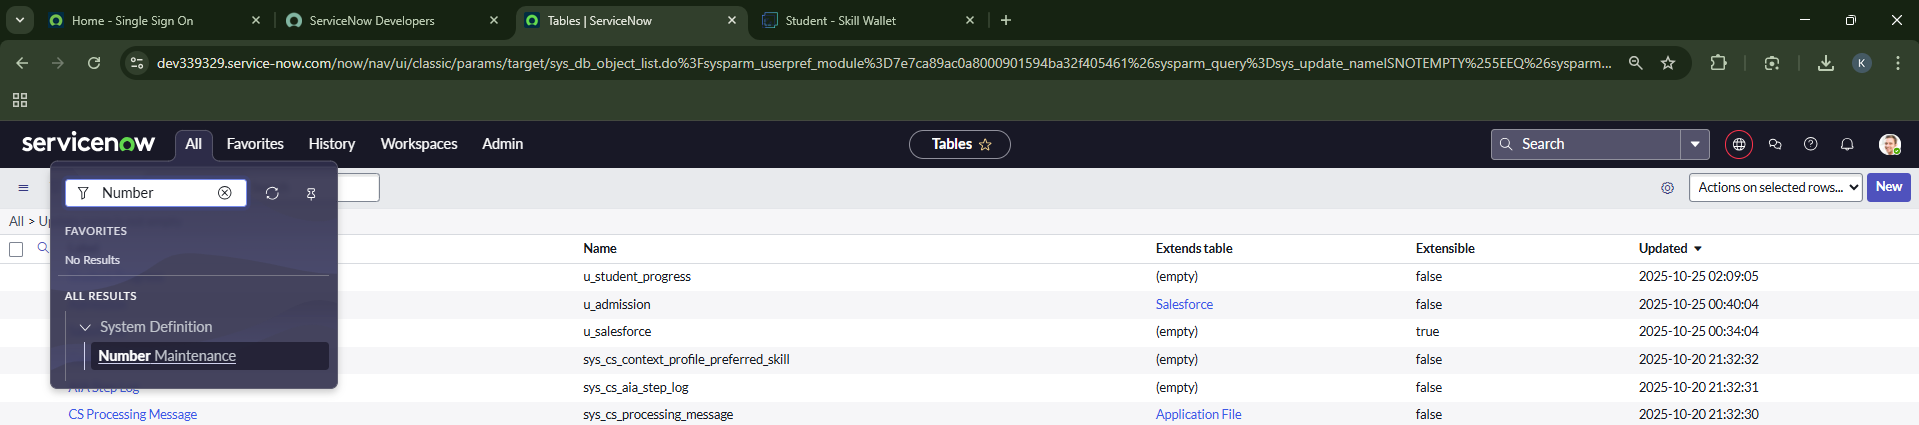 Home - Single Sign On
ServiceNow Developers
Tables | ServiceNow
Student - Skill Wallet
dev339329.service-now.com/now/nav/ui/classic/params/target/sys_db_object_list.do%3Fsysparm_userpref_module%3D7e7ca89ac0a8000901594ba32f405461%26sysparm_query%3Dsys_update_nameISNOTEMPTY%255EEQ%26sysparm...
K
servicenow All Favorites History Workspaces Admin Tables Search
Number
Actions on selected rows... New
All > Up
FAVORITES
No Results
ALL RESULTS
System Definition
Number Maintenance
Name Extends table Extensible Updated
u_student_progress (empty) false 2025-10-25 02:09:05
u_admission Salesforce false 2025-10-25 00:40:04
u_salesforce (empty) true 2025-10-25 00:34:04
sys_cs_context_profile_preferred_skill (empty) false 2025-10-20 21:32:32
AIA Step Log sys_cs_aia_step_log (empty) false 2025-10-20 21:32:31
CS Processing Message sys_cs_processing_message Application File false 2025-10-20 21:32:30